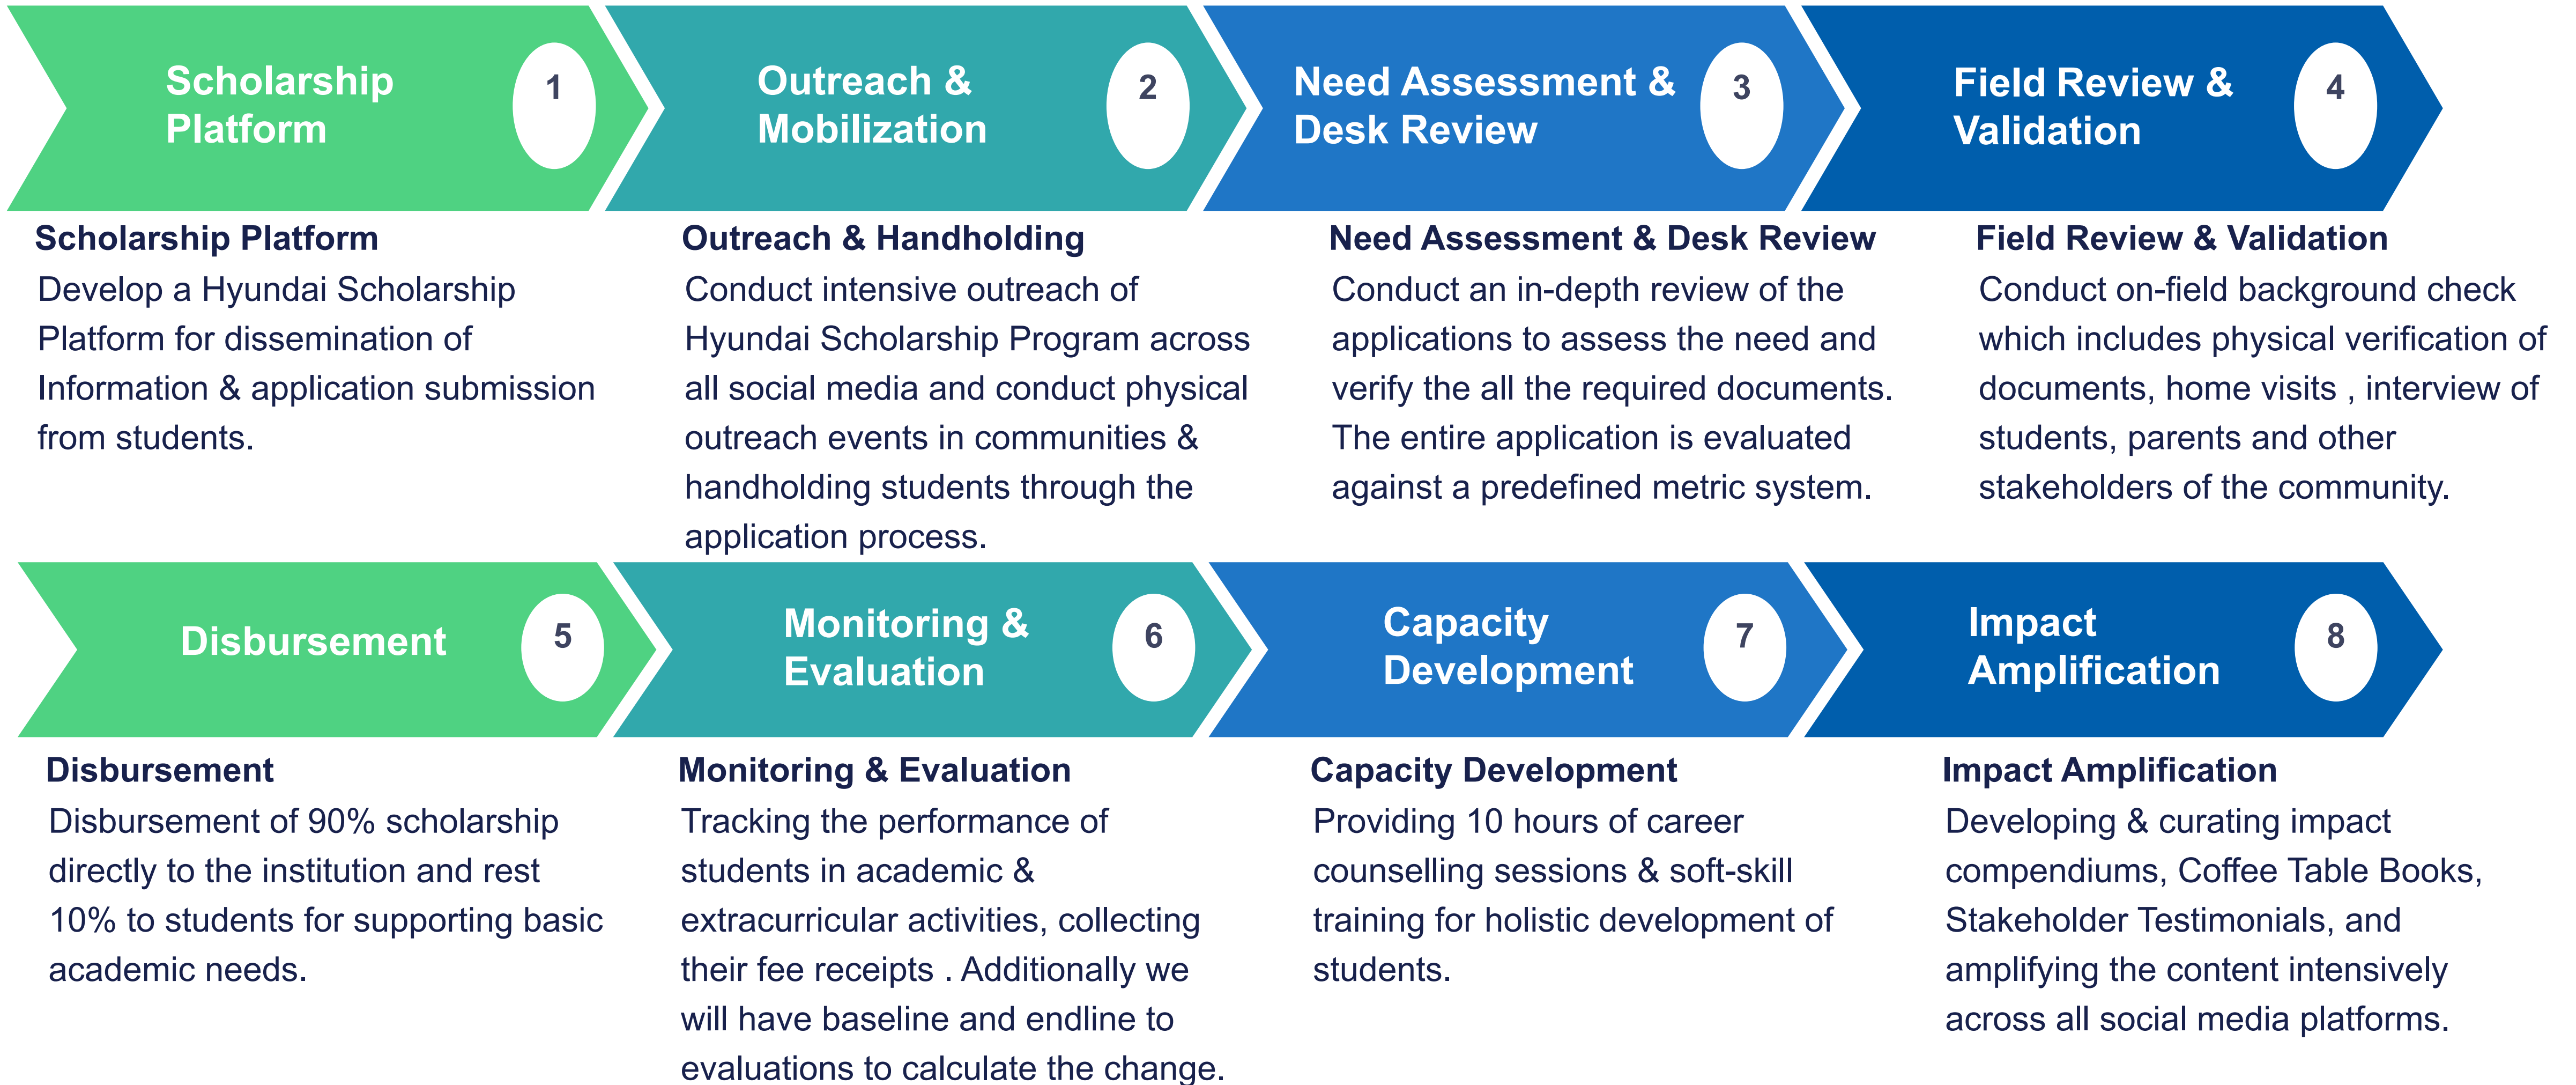 Scholarship
Platform
1
Outreach &
Mobilization
2
Need Assessment &
Desk Review
3
Field Review &
Validation
4
Scholarship Platform
Develop a Hyundai Scholarship
Platform for dissemination of
Information & application submission
from students.
Outreach & Handholding
Conduct intensive outreach of
Hyundai Scholarship Program across
all social media and conduct physical
outreach events in communities &
handholding students through the
application process.
Need Assessment & Desk Review
Conduct an in-depth review of the
applications to assess the need and
verify the all the required documents.
The entire application is evaluated
against a predefined metric system.
Field Review & Validation
Conduct on-field background check
which includes physical verification of
documents, home visits , interview of
students, parents and other
stakeholders of the community.
Disbursement
5
Monitoring &
Evaluation
6
Capacity
Development
7
Impact
Amplification
8
Disbursement
Disbursement of 90% scholarship
directly to the institution and rest
10% to students for supporting basic
academic needs.
Monitoring & Evaluation
Tracking the performance of
students in academic &
extracurricular activities, collecting
their fee receipts . Additionally we
will have baseline and endline to
evaluations to calculate the change.
Capacity Development
Providing 10 hours of career
counselling sessions & soft-skill
training for holistic development of
students.
Impact Amplification
Developing & curating impact
compendiums, Coffee Table Books,
Stakeholder Testimonials, and
amplifying the content intensively
across all social media platforms.